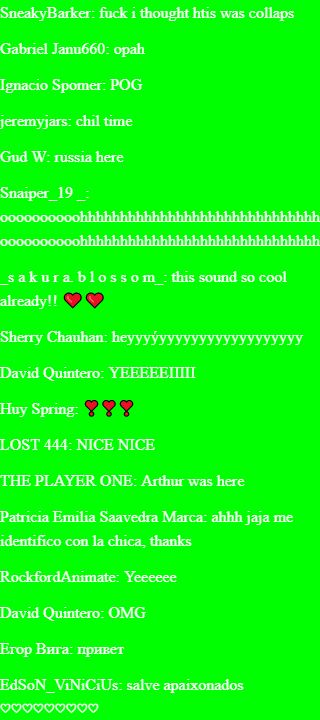 SneakyBarker: fuck i thought htis was collaps
Gabriel Janu660: opah
Ignacio Spomer: POG
jeremyjars: chil time
Gud W: russia here
Snaiper_19 _:
oooooooooohhhhhhhhhhhhhhhhhhhhhhhhhhhhhh
oooooooooohhhhhhhhhhhhhhhhhhhhhhhhhhhhhh
_s a k u r a. b l o s s o m_: this sound so cool
already!! ❤️ ❤️
Sherry Chauhan: heyyyýyyyyyyyyyyyyyyyyyyy
David Quintero: YEEEEEIIIII
Huy Spring: ❣️ ❣️ ❣️
LOST 444: NICE NICE
THE PLAYER ONE: Arthur was here
Patricia Emilia Saavedra Marca: ahhh jaja me
identifico con la chica, thanks
RockfordAnimate: Yeeeeee
David Quintero: OMG
Егор Вига: привет
EdSoN_ViNiCiUs: salve apaixonados
♡♡♡♡♡♡♡♡♡